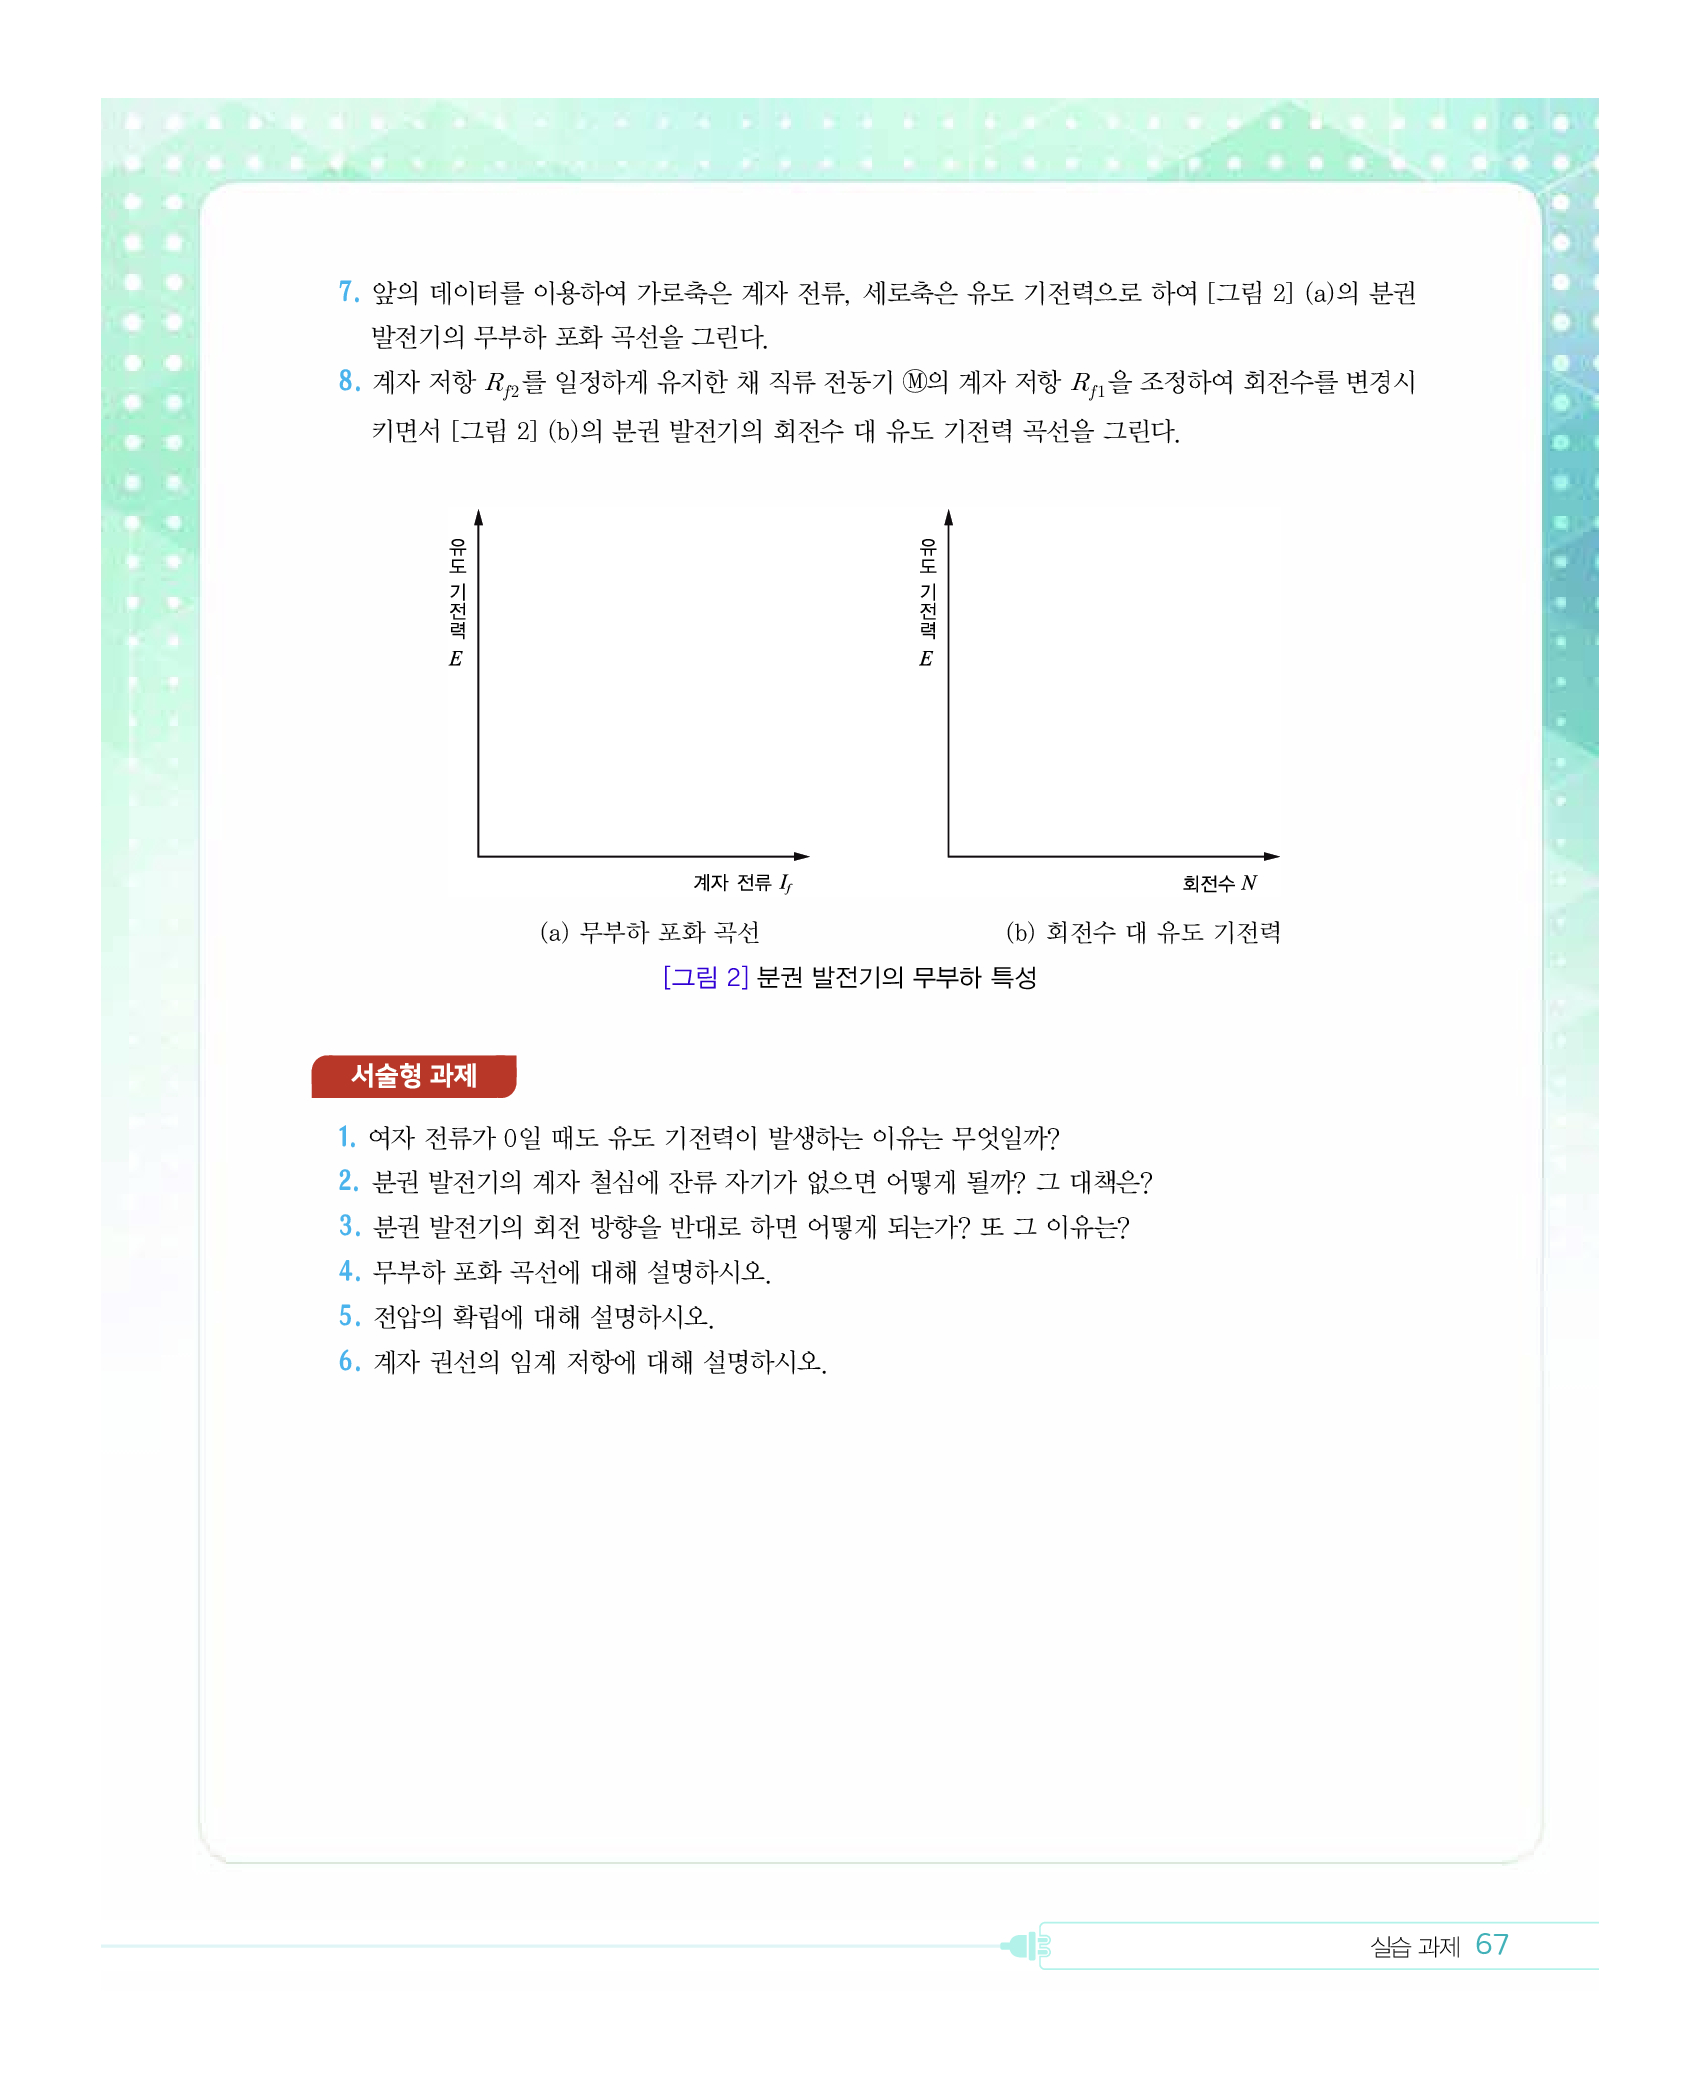 7. 앞의 데이터를 이용하여 가로축은 계자 전류, 세로축은 유도 기전력으로 하여 [그림 2] (a)의 분권
발전기의 무부하 포화 곡선을 그린다.
8. 계자 저항 Rf2를 일정하게 유지한 채 직류 전동기 Ⓜ의 계자 저항 Rf1을 조정하여 회전수를 변경시
키면서 [그림 2] (b)의 분권 발전기의 회전수 대 유도 기전력 곡선을 그린다.
유도 기전력 E
계자 전류 If
(a) 무부하 포화 곡선
유도 기전력 E
회전수 N
(b) 회전수 대 유도 기전력
[그림 2] 분권 발전기의 무부하 특성
서술형 과제
1. 여자 전류가 0일 때도 유도 기전력이 발생하는 이유는 무엇일까?
2. 분권 발전기의 계자 철심에 잔류 자기가 없으면 어떻게 될까? 그 대책은?
3. 분권 발전기의 회전 방향을 반대로 하면 어떻게 되는가? 또 그 이유는?
4. 무부하 포화 곡선에 대해 설명하시오.
5. 전압의 확립에 대해 설명하시오.
6. 계자 권선의 임계 저항에 대해 설명하시오.
실습 과제 67